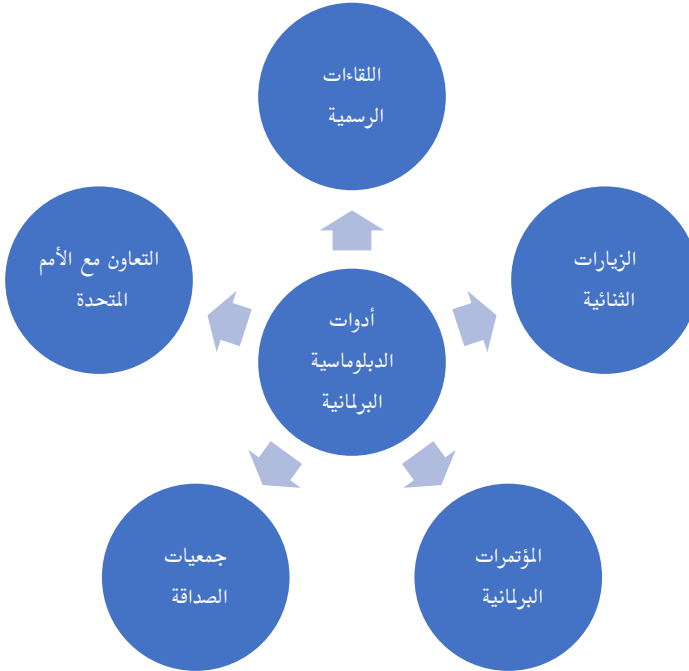 اللقاءات
الرسمية
الزيارات
الثنائية
التعاون مع الأمم
المتحدة
أدوات
الدبلوماسية
البرلمانية
المؤتمرات
البرلمانية
جمعيات
الصداقة